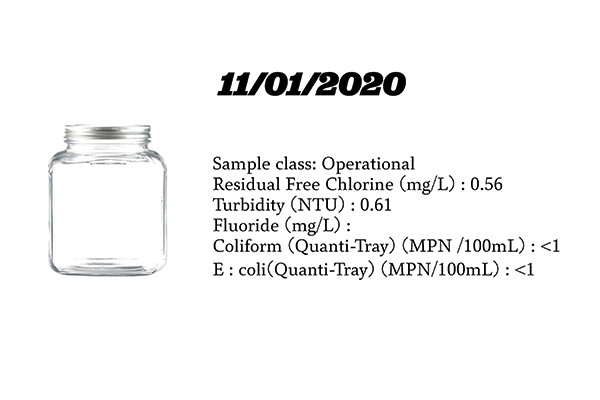 11/01/2020
Sample class: Operational
Residual Free Chlorine (mg/L) : 0.56
Turbidity (NTU) : 0.61
Fluoride (mg/L) :
Coliform (Quanti-Tray) (MPN /100mL) : <1
E : coli(Quanti-Tray) (MPN/100mL) : <1